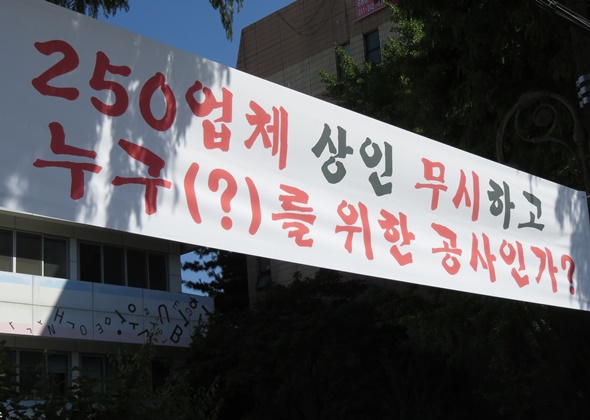 250업체 상인 무시하고
누구(?)를 위한 공사인가?